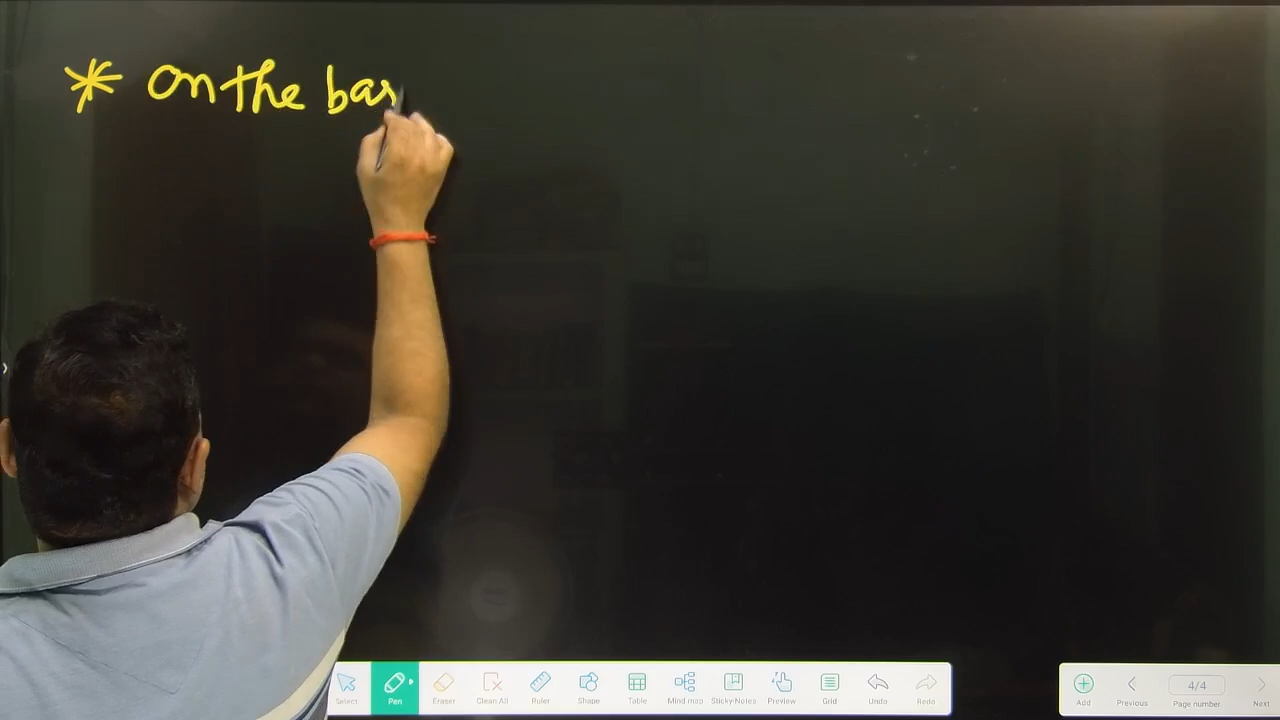 * On the bas
Select Pen Eraser Clean All Ruler Shape Table Mind map Sticky-Notes Preview Grid Undo Redo Add Previous 4/4 Page number Next